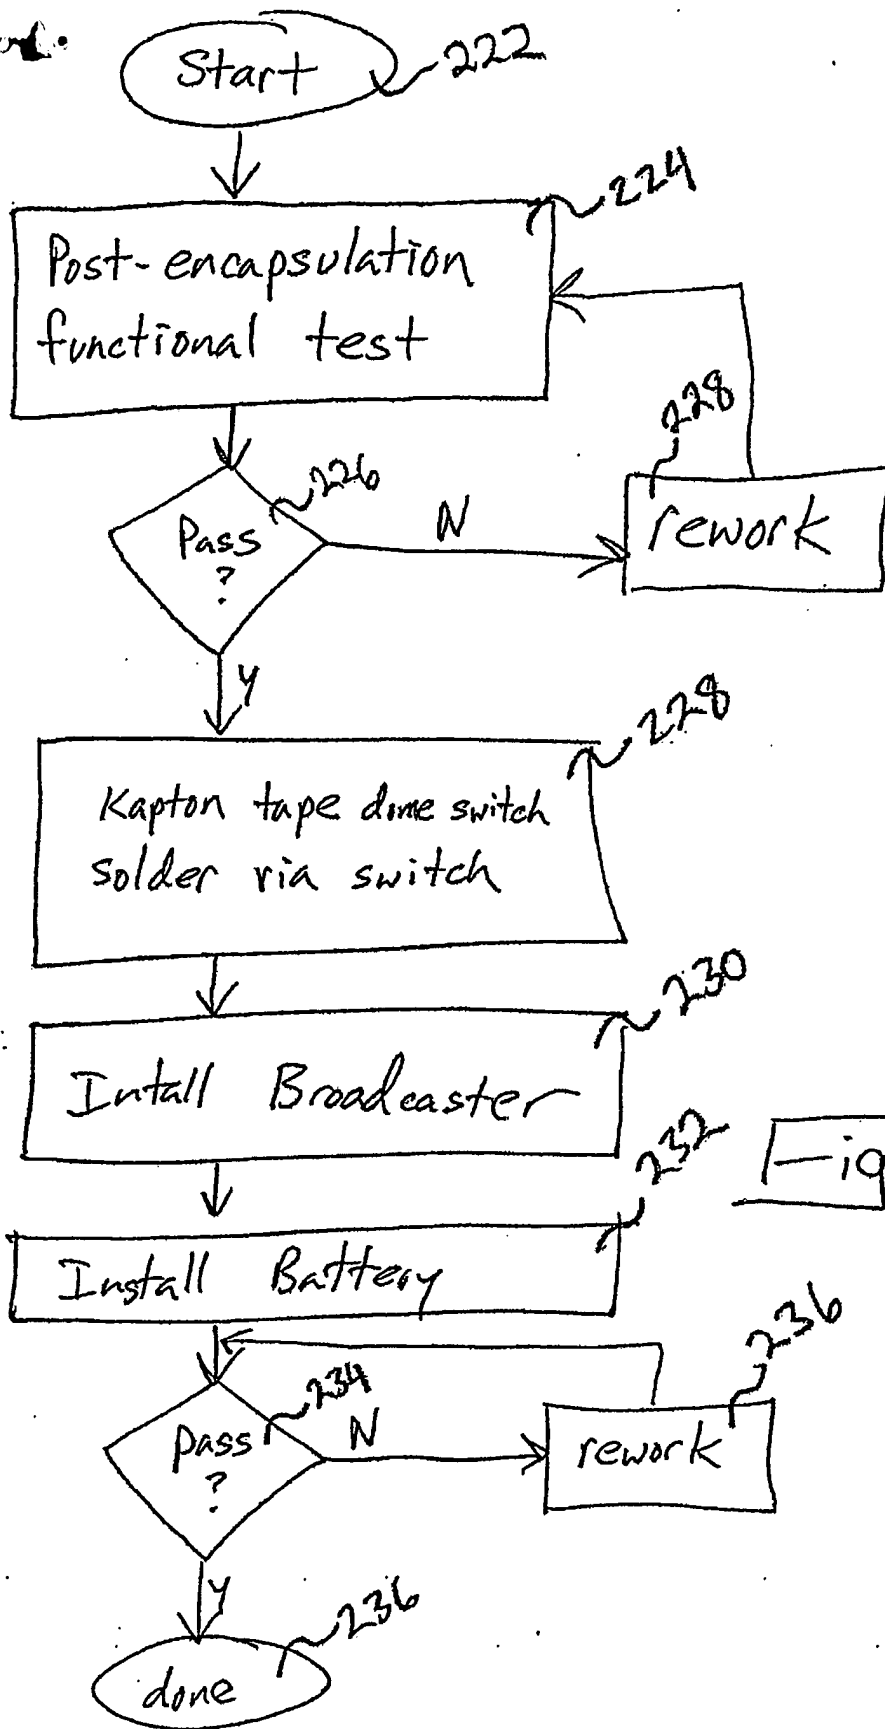 Start
222
224
Post-encapsulation
functional test
228
226
Pass
?
N
rework
Y
228
Kapton tape dome switch
solder via switch
230
Intall Broadcaster
232
Fig
Install Battery
236
234
Pass
?
N
rework
Y
236
done